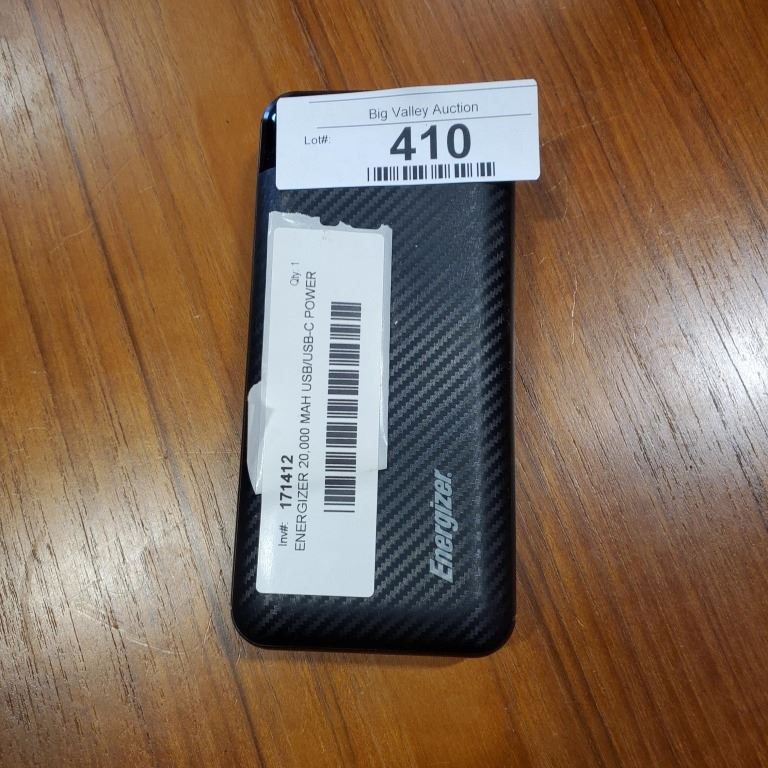 Big Valley Auction
Lot#:
410
Qty: 1
Inv#: 171412
ENERGIZER 20,000 MAH USB/USB-C POWER
Energizer